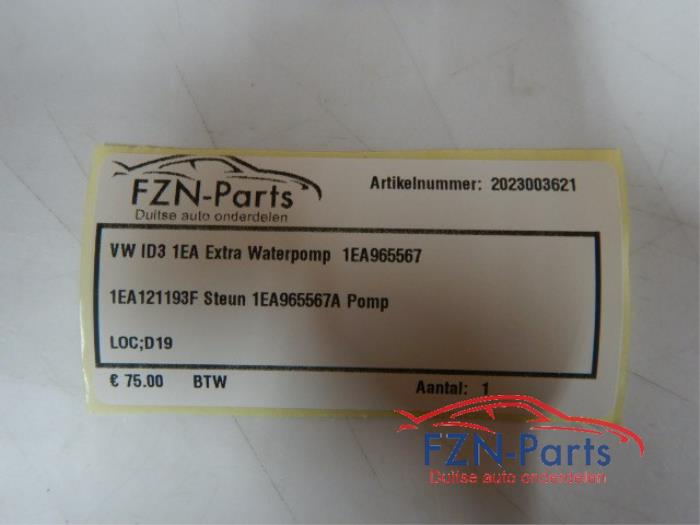 FZN-Parts
Duitse auto onderdelen
Artikelnummer: 2023003621
VW ID3 1EA Extra Waterpomp 1EA965567
1EA121193F Steun 1EA965567A Pomp
LOC;D19
€ 75.00 BTW Aantal: 1
FZN-Parts
Duitse auto onderdelen